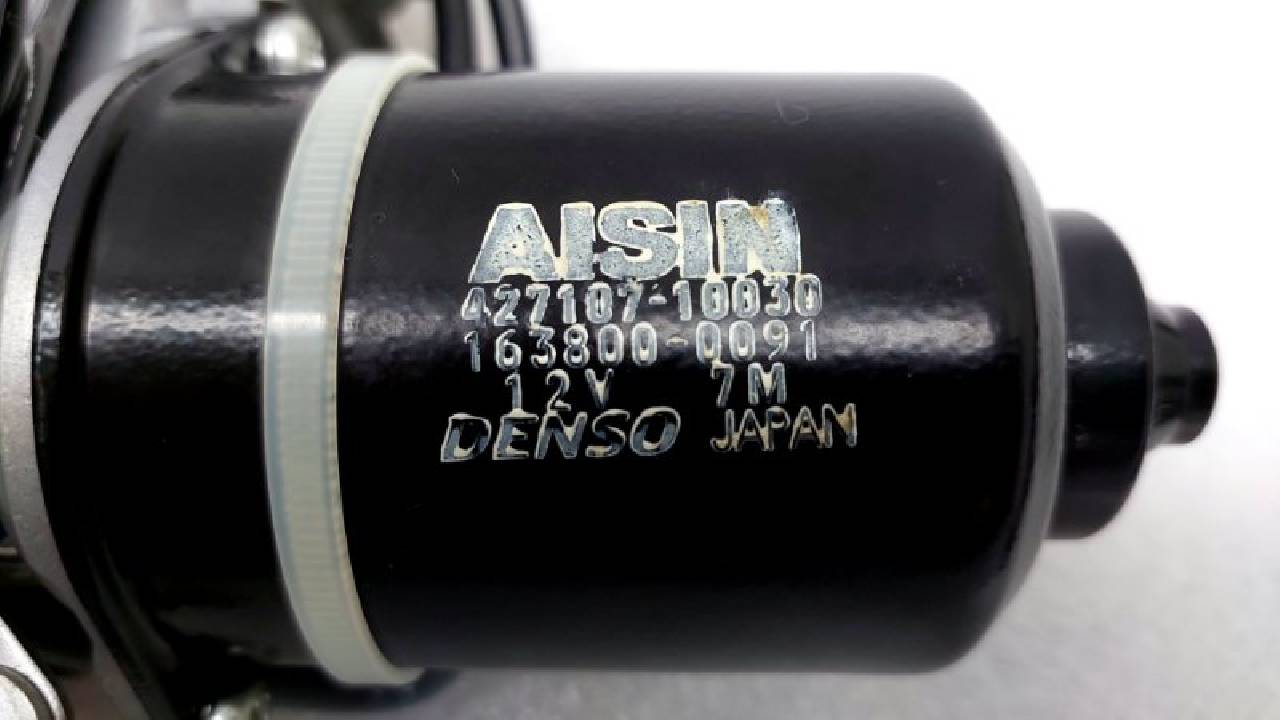 AISIN
427107-10030
163800-0091
12V 7M
DENSO JAPAN